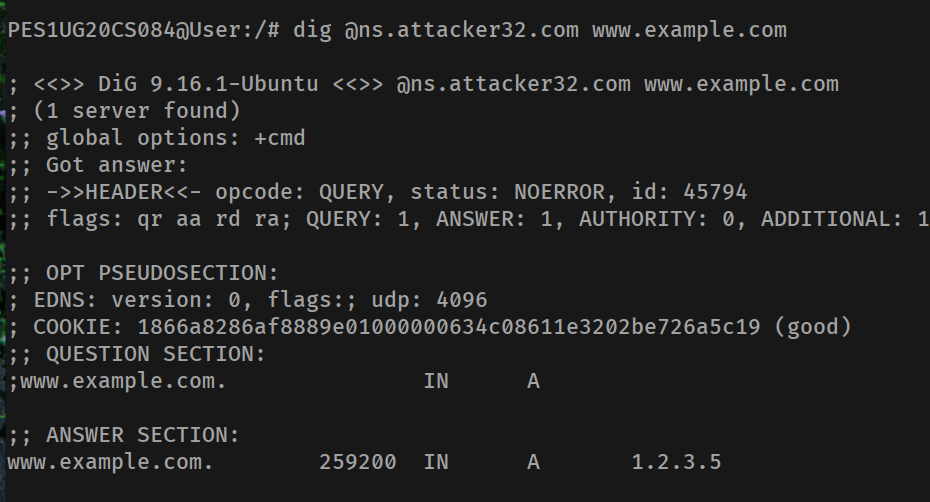 PES1UG20CS084@User:/# dig @ns.attacker32.com www.example.com
; <<>> DiG 9.16.1-Ubuntu <<>> @ns.attacker32.com www.example.com
; (1 server found)
;; global options: +cmd
;; Got answer:
;; ->>HEADER<<- opcode: QUERY, status: NOERROR, id: 45794
;; flags: qr aa rd ra; QUERY: 1, ANSWER: 1, AUTHORITY: 0, ADDITIONAL: 1
;; OPT PSEUDOSECTION:
; EDNS: version: 0, flags:; udp: 4096
; COOKIE: 1866a8286af8889e01000000634c08611e3202be726a5c19 (good)
;; QUESTION SECTION:
;www.example.com. IN A
;; ANSWER SECTION:
www.example.com. 259200 IN A 1.2.3.5